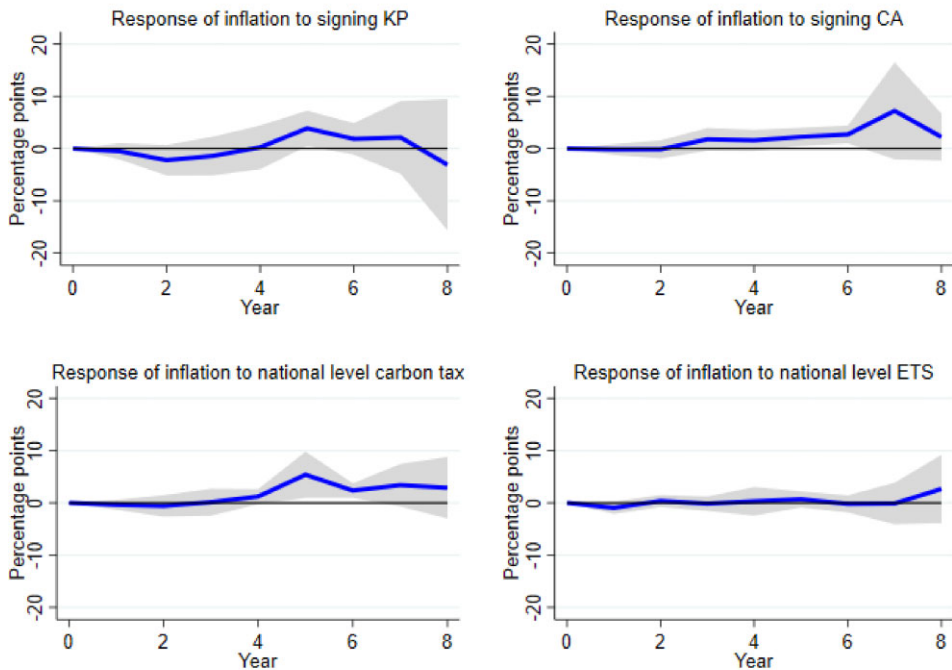 Response of inflation to signing KP
Percentage points
20
10
0
-10
-20
0 2 4 6 8
Year
Response of inflation to signing CA
Percentage points
20
10
0
-10
-20
0 2 4 6 8
Year
Response of inflation to national level carbon tax
Percentage points
20
10
0
-10
-20
0 2 4 6 8
Year
Response of inflation to national level ETS
Percentage points
20
10
0
-10
-20
0 2 4 6 8
Year